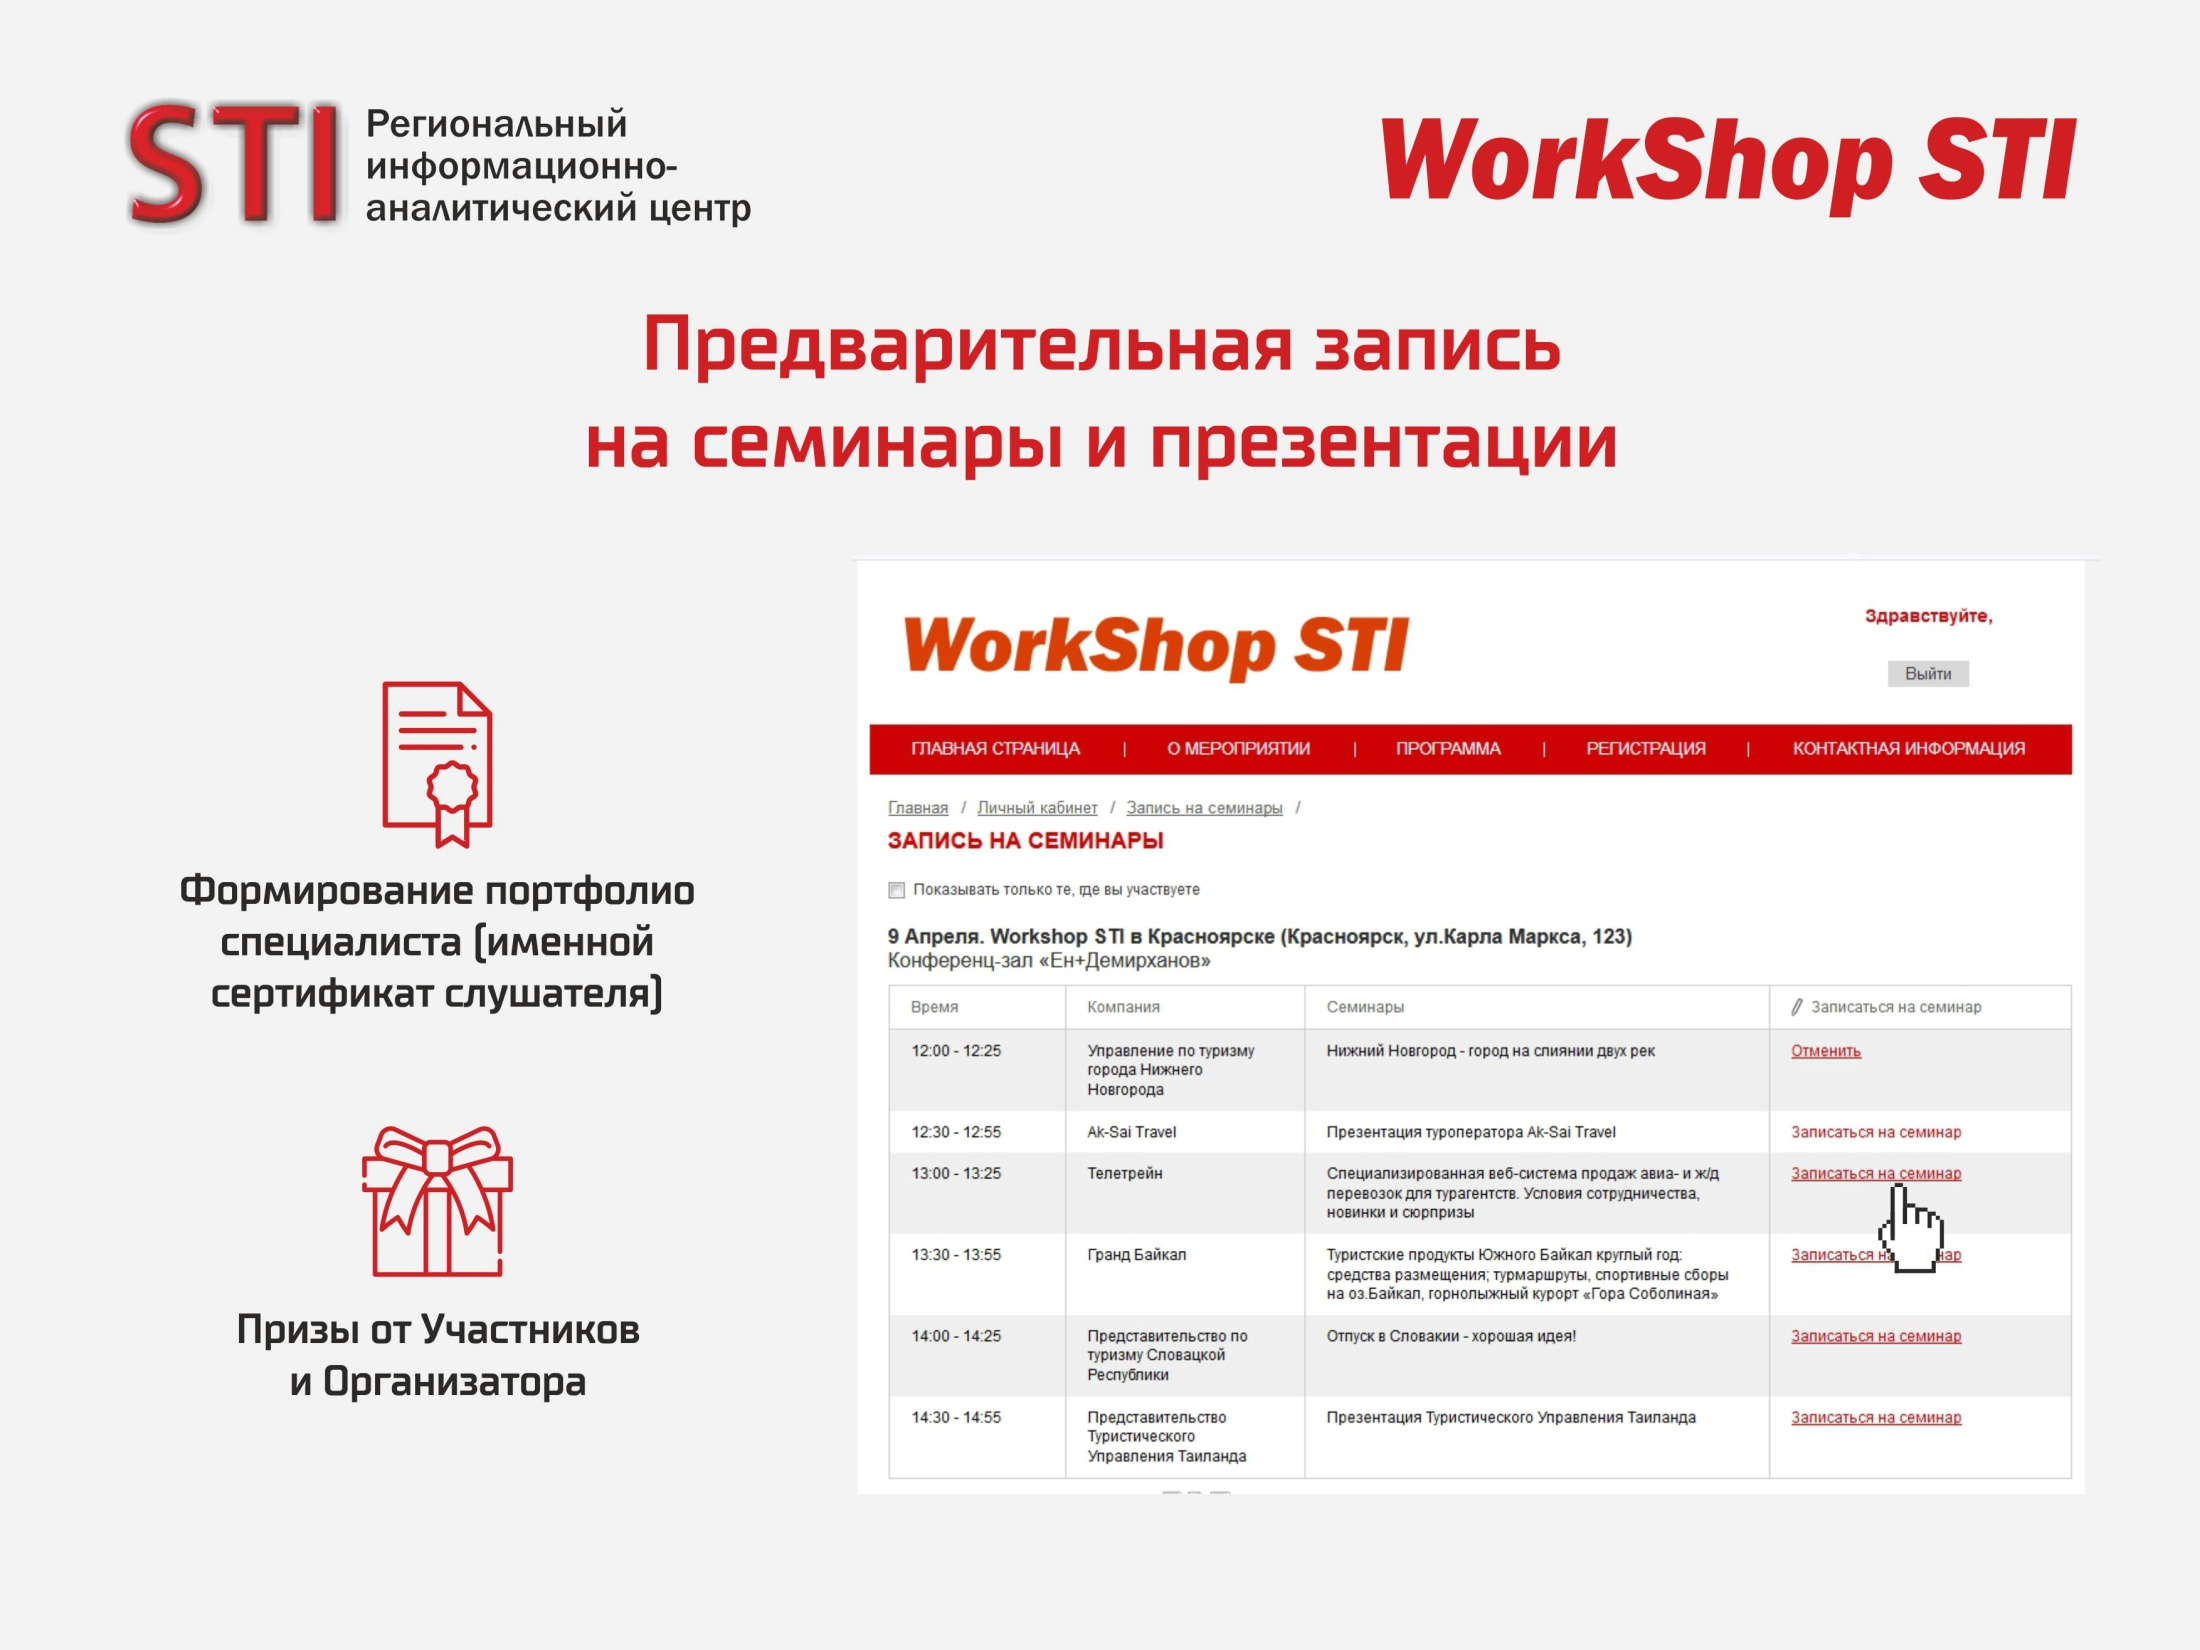 STI
Региональный
информационно-
аналитический центр
WorkShop STI
Предварительная запись
на семинары и презентации
Формирование портфолио
специалиста (именной
сертификат слушателя)
Призы от Участников
и Организатора
WorkShop STI
Здравствуйте,
Выйти
ГЛАВНАЯ СТРАНИЦА | О МЕРОПРИЯТИИ | ПРОГРАММА | РЕГИСТРАЦИЯ | КОНТАКТНАЯ ИНФОРМАЦИЯ
Главная / Личный кабинет / Запись на семинары /
ЗАПИСЬ НА СЕМИНАРЫ
Показывать только те, где вы участвуете
9 Апреля. Workshop STI в Красноярске (Красноярск, ул.Карла Маркса, 123)
Конференц-зал «Ен+Демирханов»
Время Компания Семинары Записаться на семинар
12:00 - 12:25 Управление по туризму Нижний Новгород - город на слиянии двух рек Отменить
города Нижнего
Новгорода
12:30 - 12:55 Ak-Sai Travel Презентация туроператора Ak-Sai Travel Записаться на семинар
13:00 - 13:25 Телетрейн Специализированная веб-система продаж авиа- и ж/д Записаться на семинар
перевозок для турагентств. Условия сотрудничества,
новинки и сюрпризы
13:30 - 13:55 Гранд Байкал Туристские продукты Южного Байкал круглый год: Записаться
средства размещения; турмаршруты, спортивные сборы
на оз.Байкал, горнолыжный курорт «Гора Соболиная»
14:00 - 14:25 Представительство по Отпуск в Словакии - хорошая идея! Записаться на семинар
туризму Словацкой
Республики
14:30 - 14:55 Представительство Презентация Туристического Управления Таиланда Записаться на семинар
Туристического
Управления Таиланда